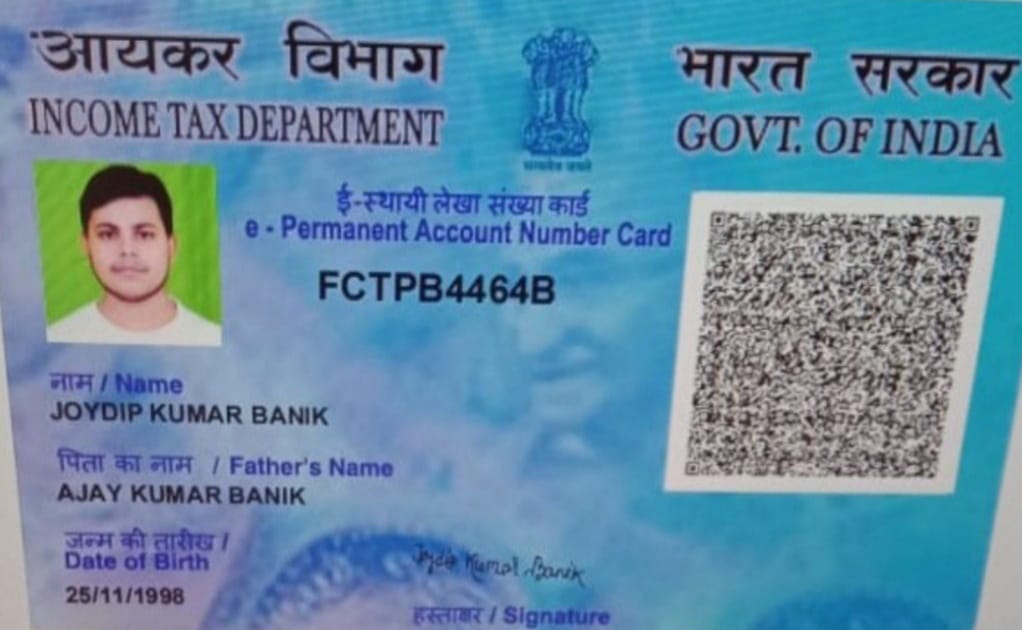 आयकर विभाग
INCOME TAX DEPARTMENT
भारत सरकार
GOVT. OF INDIA
सत्यमेव जयते
ई-स्थायी लेखा संख्या कार्ड
e - Permanent Account Number Card
FCTPB4464B
नाम / Name
JOYDIP KUMAR BANIK
पिता का नाम / Father's Name
AJAY KUMAR BANIK
जन्म की तारीख /
Date of Birth
25/11/1998
Joydip Kumar Banik
हस्ताक्षर / Signature